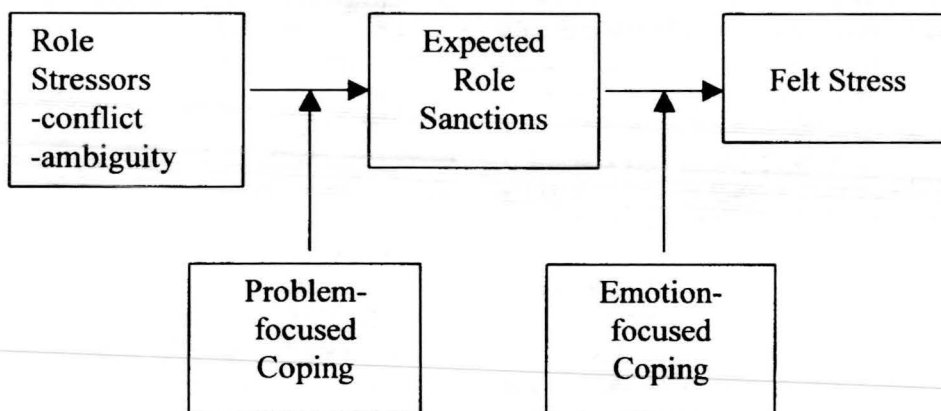 Role
Stressors
-conflict
-ambiguity
Expected
Role
Sanctions
Felt Stress
Problem-
focused
Coping
Emotion-
focused
Coping